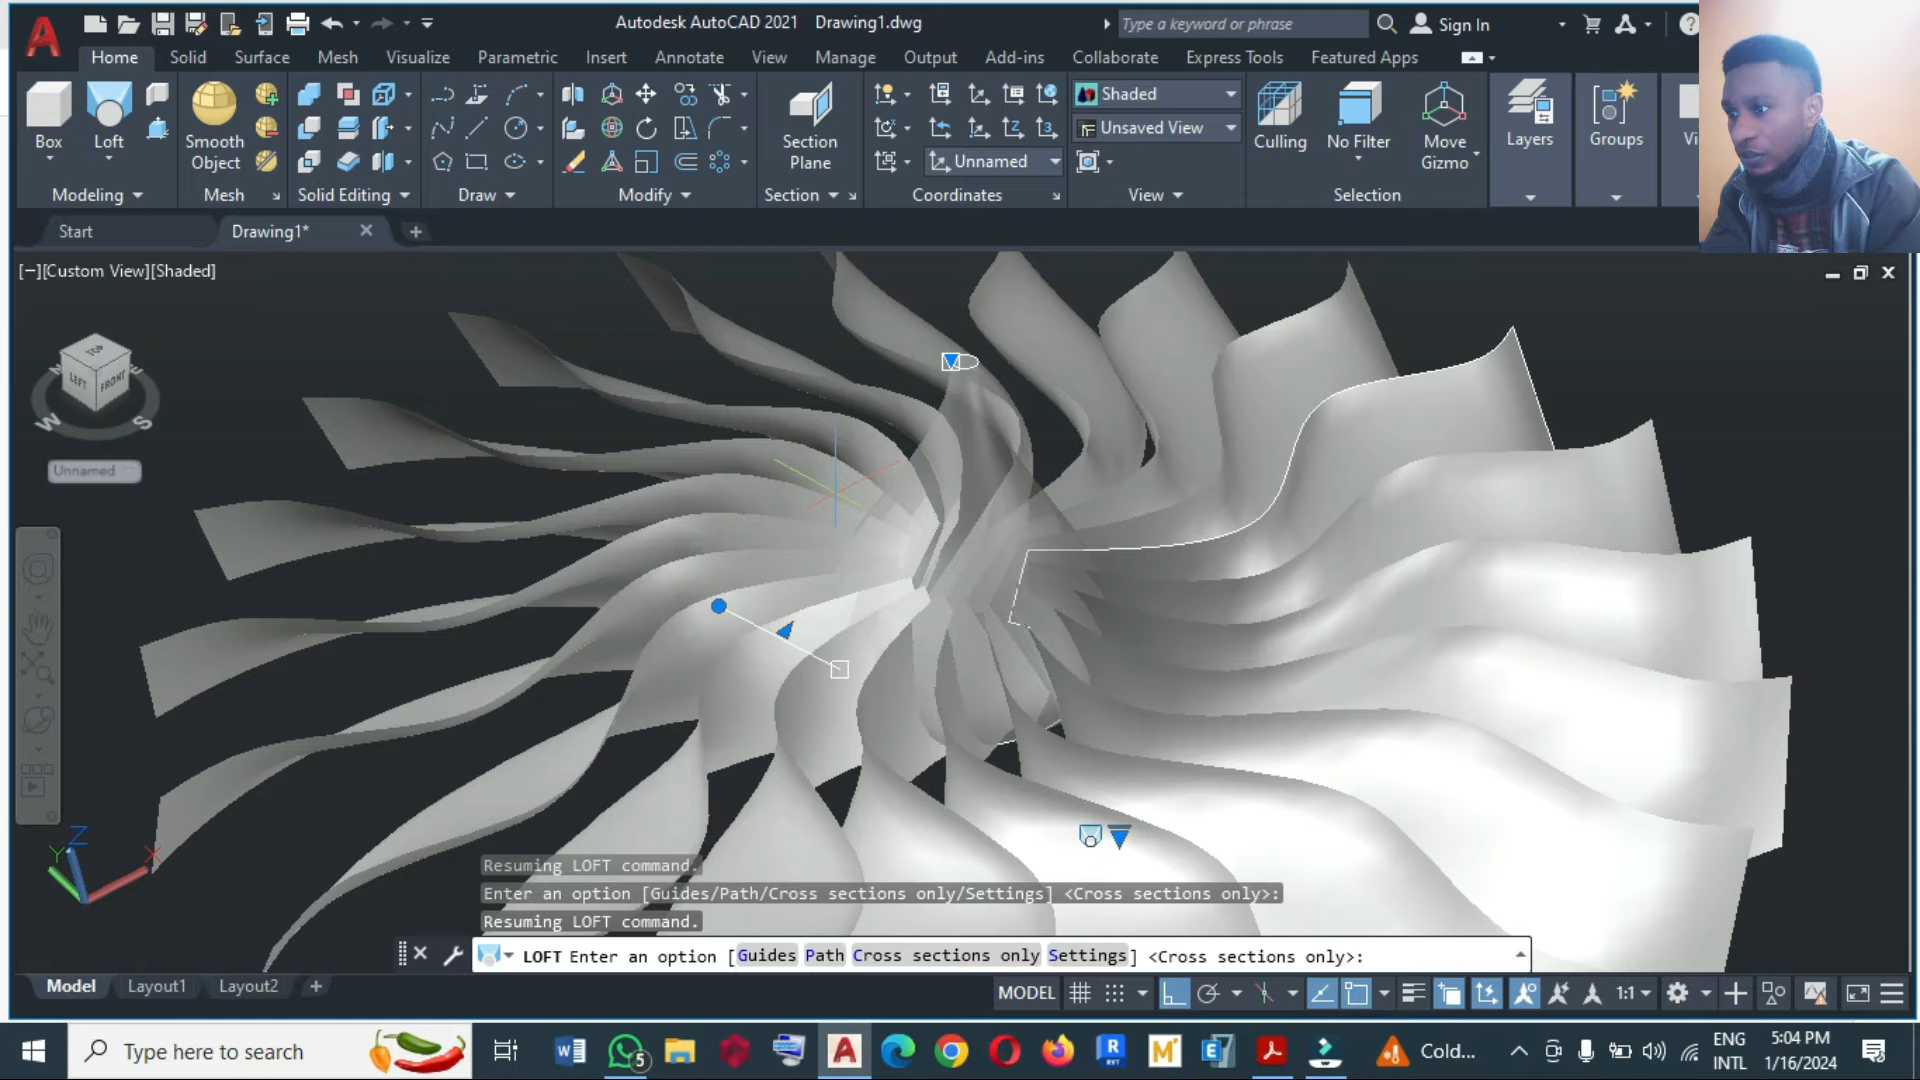 Autodesk AutoCAD 2021 Drawing1.dwg
Type a keyword or phrase
Sign In
Home Solid Surface Mesh Visualize Parametric Insert Annotate View Manage Output Add-ins Collaborate Express Tools Featured Apps
Box
Loft
Smooth
Object
Section
Plane
Shaded
Unsaved View
Unnamed
Culling
No Filter
Move
Gizmo
Layers
Groups
Modeling
Mesh
Solid Editing
Draw
Modify
Section
Coordinates
View
Selection
Start
Drawing1*
[−][Custom View][Shaded]
TOP
LEFT
FRONT
W
S
Unnamed
Z
Y
X
Resuming LOFT command.
Enter an option [Guides/Path/Cross sections only/Settings] <Cross sections only>:
Resuming LOFT command.
LOFT Enter an option [Guides Path Cross sections only Settings] <Cross sections only>:
Model Layout1 Layout2
MODEL
1:1
Type here to search
5
Cold...
ENG
INTL
5:04 PM
1/16/2024